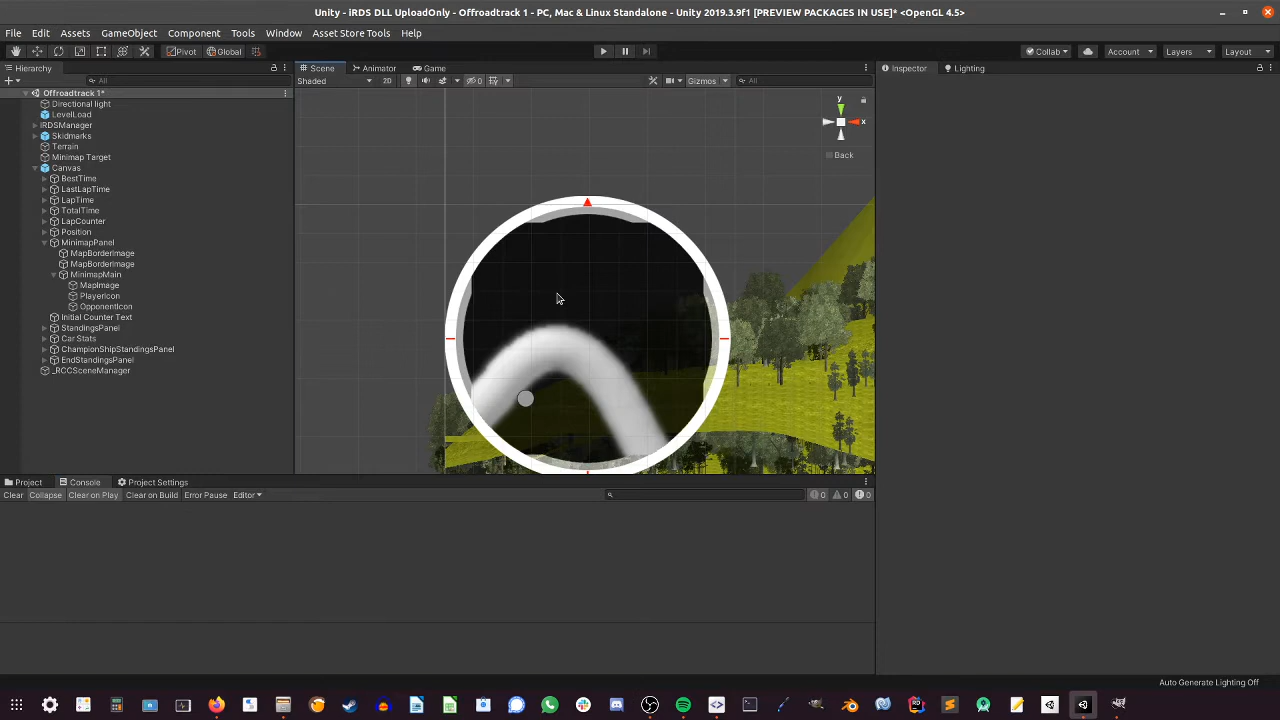 Unity - iRDS DLL UploadOnly - Offroadtrack 1 - PC, Mac & Linux Standalone - Unity 2019.3.9f1 [PREVIEW PACKAGES IN USE]* <OpenGL 4.5>
File Edit Assets GameObject Component Tools Window Asset Store Tools Help
Pivot Global Collab Account Layers Layout
Hierarchy Scene Animator Game Inspector Lighting
All Shaded 2D 0 Gizmos All
Offroadtrack 1*
Directional light
LevelLoad
iRDSManager
Skidmarks
Terrain
Minimap Target
Canvas
BestTime
LastLapTime
LapTime
TotalTime
LapCounter
Position
MinimapPanel
MapBorderImage
MapBorderImage
MinimapMain
MapImage
PlayerIcon
OpponentIcon
Initial Counter Text
StandingsPanel
Car Stats
ChampionShipStandingsPanel
EndStandingsPanel
_RCCSceneManager
y
x
Back
Project Console Project Settings
Clear Collapse Clear on Play Clear on Build Error Pause Editor 0 0 0
Auto Generate Lighting Off